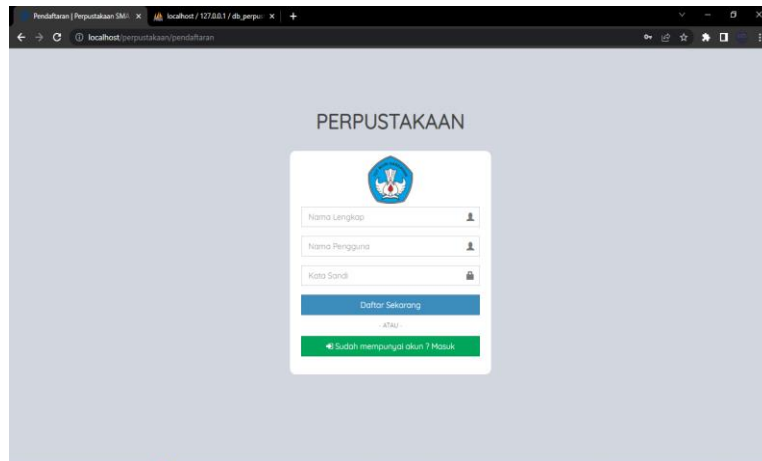 Pendaftaran | Perpustakaan SMA
localhost / 127.0.0.1 / db_perpus
localhost/perpustakaan/pendaftaran
PERPUSTAKAAN
Nama Lengkap
Nama Pengguna
Kata Sandi
Daftar Sekarang
- ATAU -
Sudah mempunyai akun ? Masuk